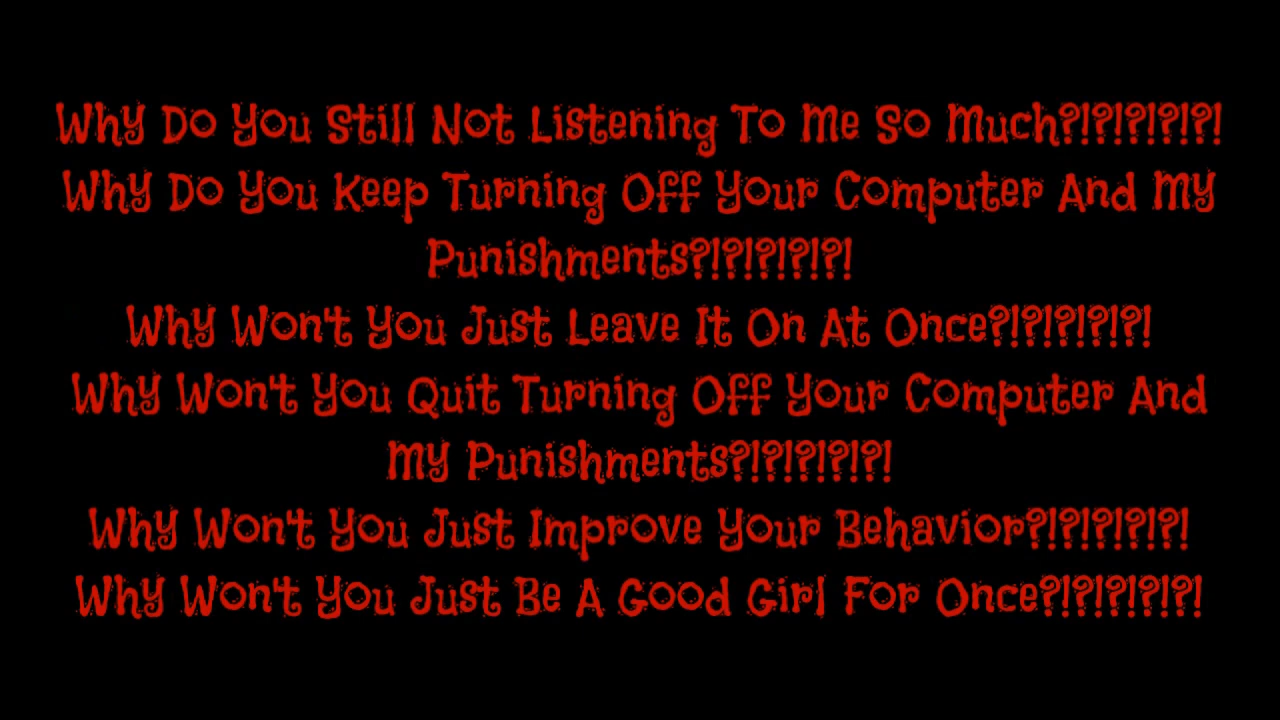 Why Do You Still Not Listening To Me So Much?!?!?!?!?!
Why Do You Keep Turning Off Your Computer And My
Punishments?!?!?!?!?!
Why Won't You Just Leave It On At Once?!?!?!?!?!
Why Won't You Quit Turning Off Your Computer And
My Punishments?!?!?!?!?!
Why Won't You Just Improve Your Behavior?!?!?!?!?!
Why Won't You Just Be A Good Girl For Once?!?!?!?!?!